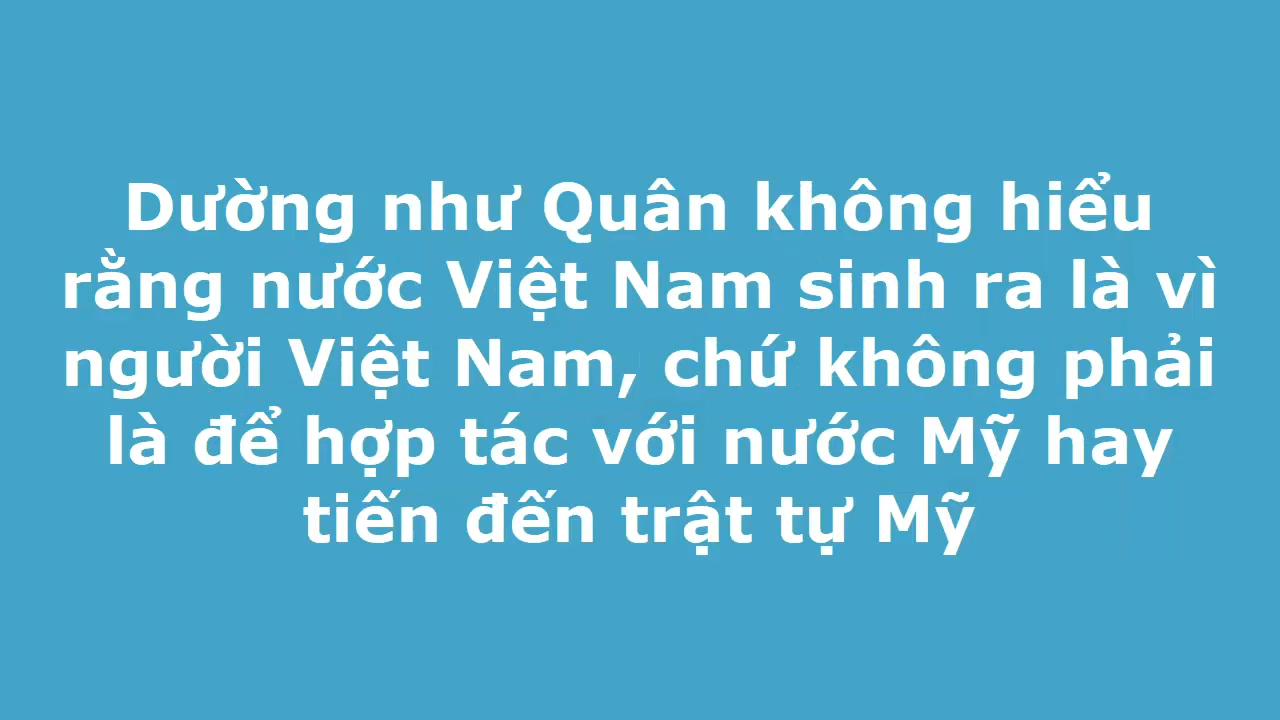 Dường như Quân không hiểu
rằng nước Việt Nam sinh ra là vì
người Việt Nam, chứ không phải
là để hợp tác với nước Mỹ hay
tiến đến trật tự Mỹ